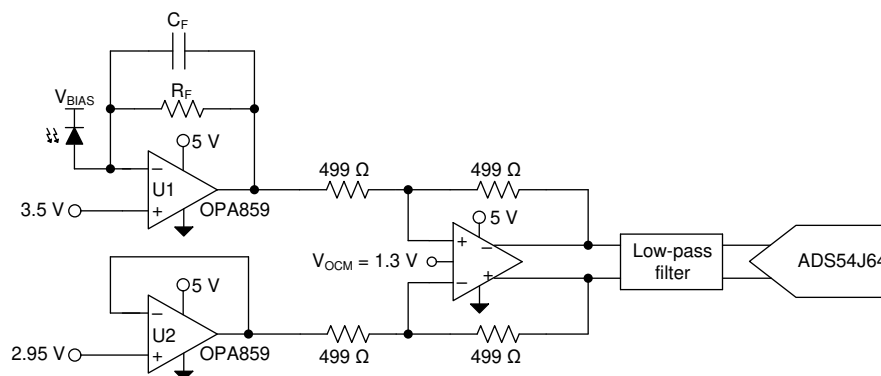 C_F
V_BIAS
R_F
5 V
−
U1
+
3.5 V
OPA859
499 Ω
499 Ω
5 V
+
−
V_OCM = 1.3 V
−
+
Low-pass
filter
ADS54J64
5 V
−
U2
+
2.95 V
OPA859
499 Ω
499 Ω